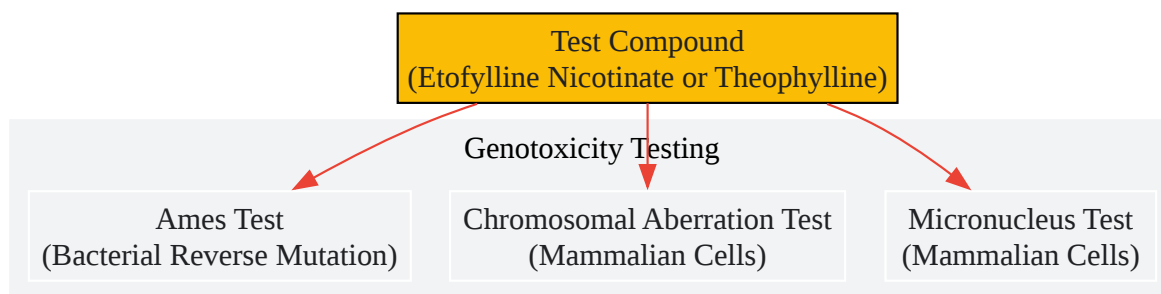 Test Compound
(Etofylline Nicotinate or Theophylline)
Genotoxicity Testing
Ames Test
(Bacterial Reverse Mutation)
Chromosomal Aberration Test
(Mammalian Cells)
Micronucleus Test
(Mammalian Cells)